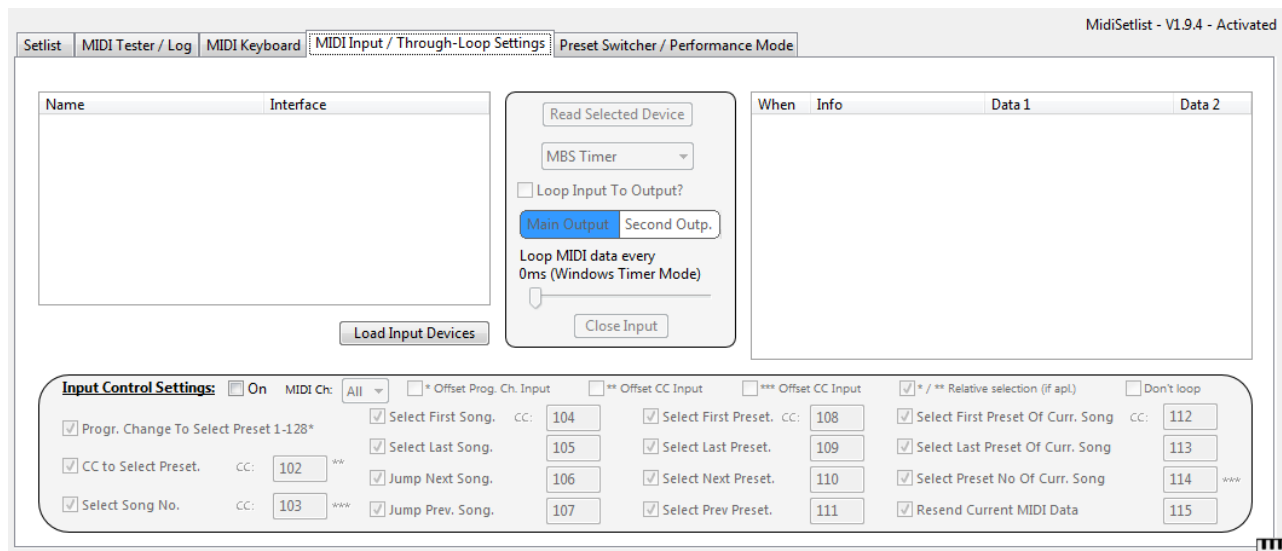 MidiSetlist - V1.9.4 - Activated
Setlist MIDI Tester / Log MIDI Keyboard MIDI Input / Through-Loop Settings Preset Switcher / Performance Mode
Name Interface
Read Selected Device
MBS Timer
Loop Input To Output?
Main Output Second Outp.
Loop MIDI data every
0ms (Windows Timer Mode)
Close Input
When Info Data 1 Data 2
Load Input Devices
Input Control Settings: On MIDI Ch: All * Offset Prog. Ch. Input ** Offset CC Input *** Offset CC Input * / ** Relative selection (if apl.) Don't loop
Progr. Change To Select Preset 1-128*
CC to Select Preset. CC: 102 **
Select Song No. CC: 103 ***
Select First Song. CC: 104
Select Last Song. 105
Jump Next Song. 106
Jump Prev. Song. 107
Select First Preset. CC: 108
Select Last Preset. 109
Select Next Preset. 110
Select Prev Preset. 111
Select First Preset Of Curr. Song CC: 112
Select Last Preset Of Curr. Song 113
Select Preset No Of Curr. Song 114 ***
Resend Current MIDI Data 115